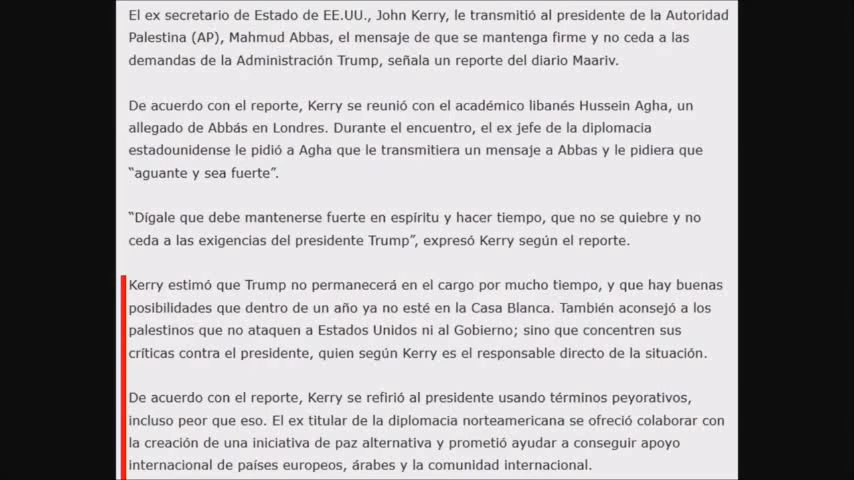 El ex secretario de Estado de EE.UU., John Kerry, le transmitió al presidente de la Autoridad
Palestina (AP), Mahmud Abbas, el mensaje de que se mantenga firme y no ceda a las
demandas de la Administración Trump, señala un reporte del diario Maariv.
De acuerdo con el reporte, Kerry se reunió con el académico libanés Hussein Agha, un
allegado de Abbás en Londres. Durante el encuentro, el ex jefe de la diplomacia
estadounidense le pidió a Agha que le transmitiera un mensaje a Abbas y le pidiera que
“aguante y sea fuerte”.
“Dígale que debe mantenerse fuerte en espíritu y hacer tiempo, que no se quiebre y no
ceda a las exigencias del presidente Trump”, expresó Kerry según el reporte.
Kerry estimó que Trump no permanecerá en el cargo por mucho tiempo, y que hay buenas
posibilidades que dentro de un año ya no esté en la Casa Blanca. También aconsejó a los
palestinos que no ataquen a Estados Unidos ni al Gobierno; sino que concentren sus
críticas contra el presidente, quien según Kerry es el responsable directo de la situación.
De acuerdo con el reporte, Kerry se refirió al presidente usando términos peyorativos,
incluso peor que eso. El ex titular de la diplomacia norteamericana se ofreció colaborar con
la creación de una iniciativa de paz alternativa y prometió ayudar a conseguir apoyo
internacional de países europeos, árabes y la comunidad internacional.